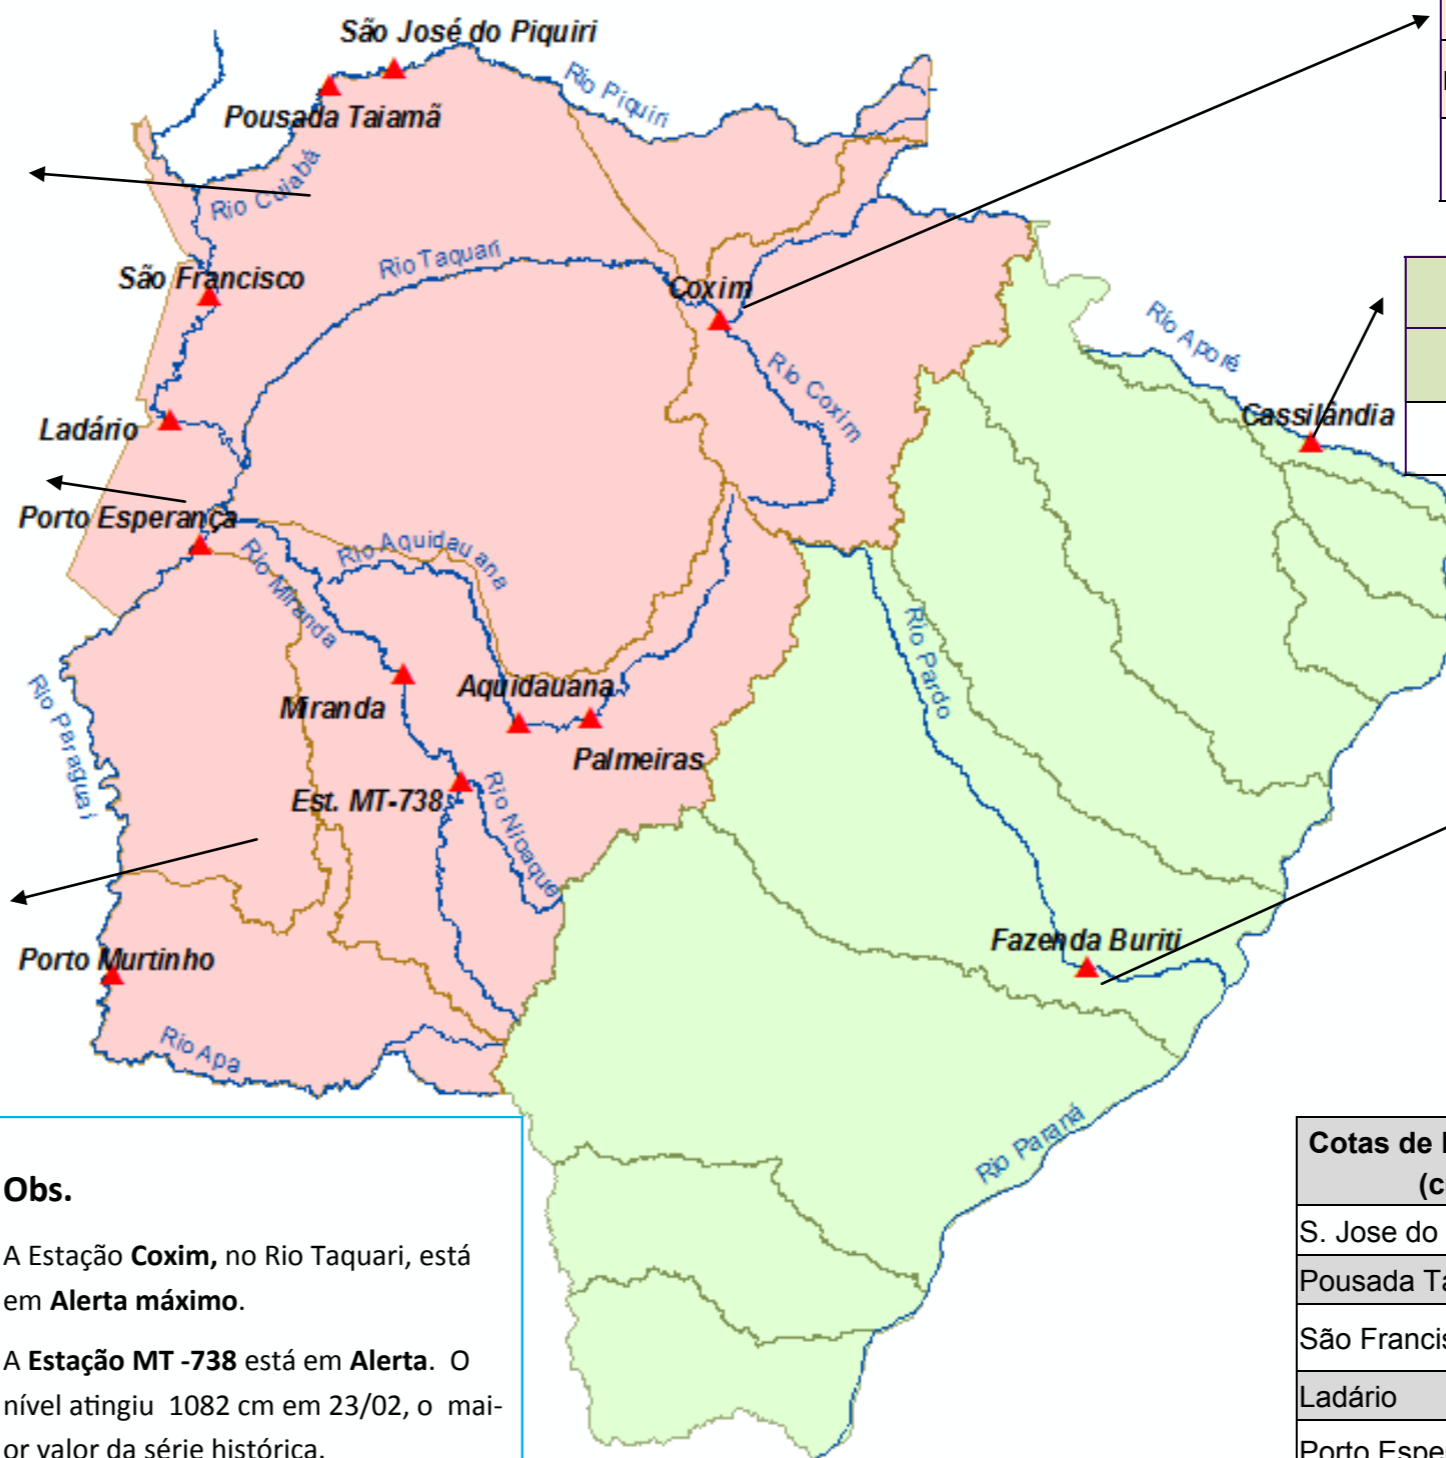 São José do Piquiri
Rio Piquiri
Pousada Taiamã
Rio Cuiabá
Rio Taquari
São Francisco
Coxim
Rio Aporé
Rio Coxim
Cassilândia
Ladário
Porto Esperança
Rio Aquidauana
Rio Miranda
Rio Pardo
Rio Paraguai
Aquidauana
Miranda
Palmeiras
Est. MT-738
Rio Nioaque
Fazenda Buriti
Porto Murtinho
Rio Apa
Rio Paraná
Obs.
A Estação Coxim, no Rio Taquari, está
em Alerta máximo.
A Estação MT -738 está em Alerta. O
nível atingiu 1082 cm em 23/02, o mai-
or valor da série histórica.
Cotas de
(c
S. Jose do
Pousada Ta
São Francis
Ladário
Porto Esper